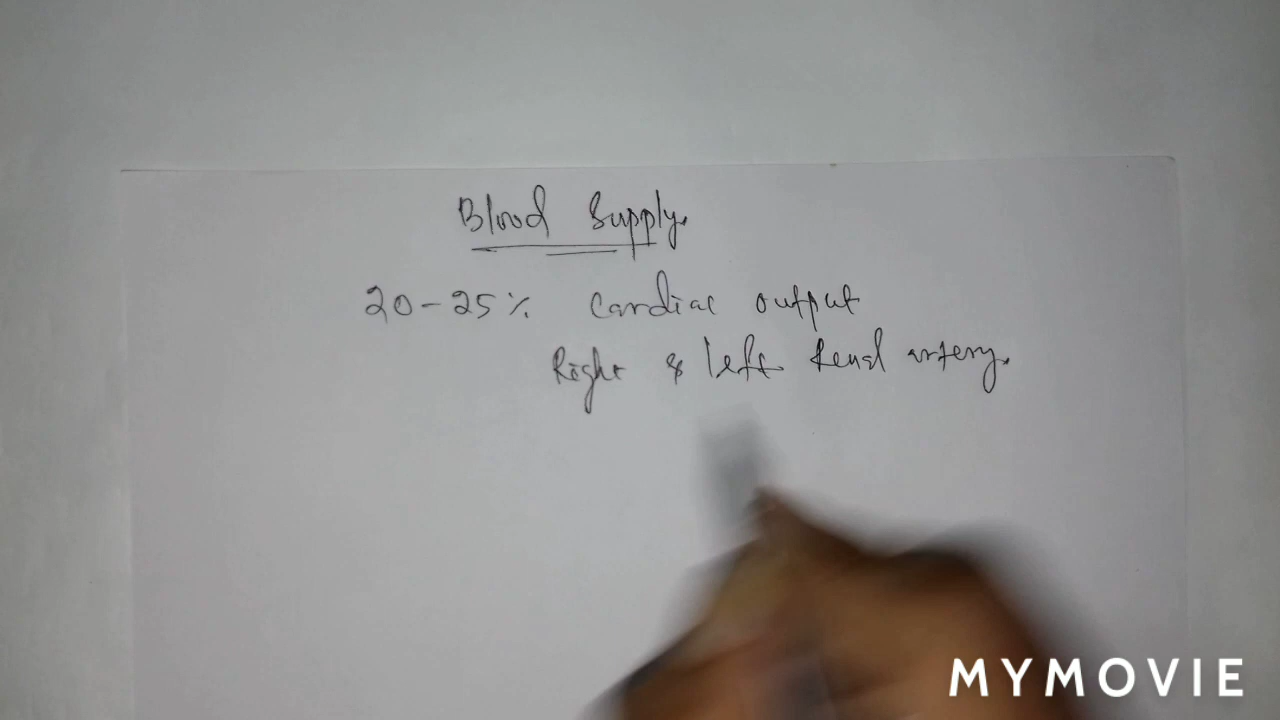 Blood Supply.
20-25% Cardiac output
Right & left Renal artery.
MYMOVIE